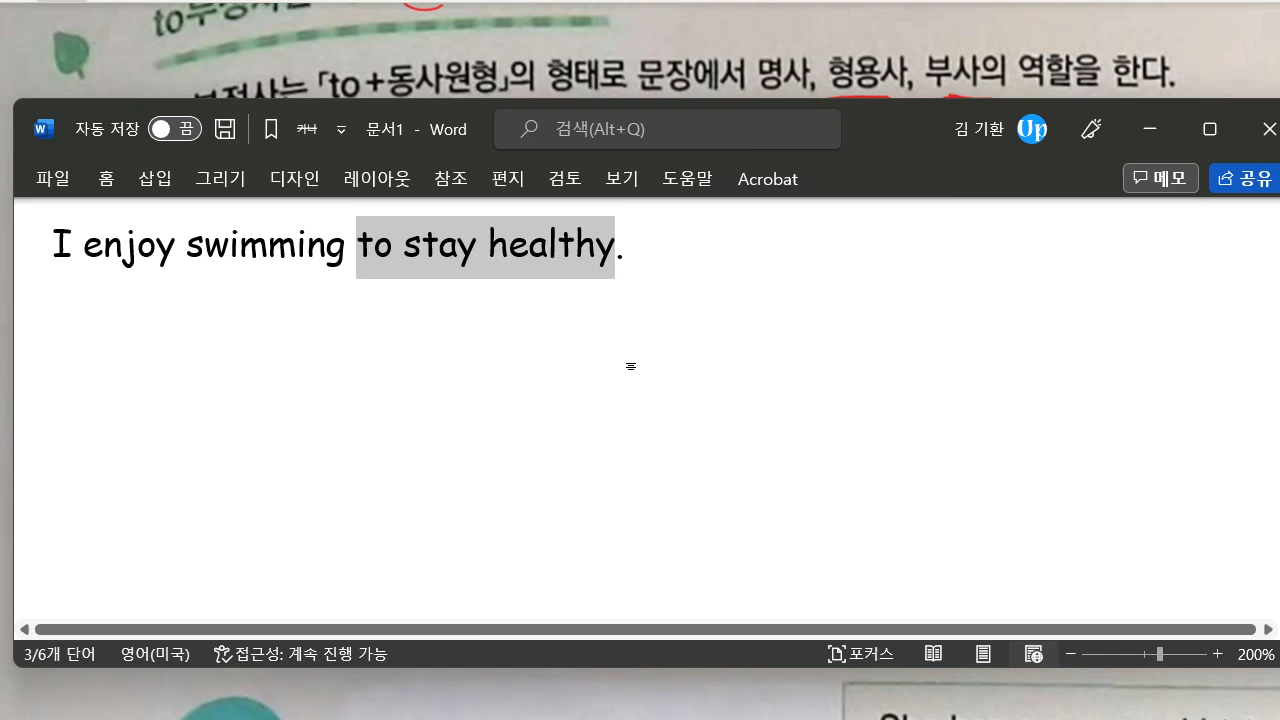 to부정사는
부정사는 「to+동사원형」의 형태로 문장에서 명사, 형용사, 부사의 역할을 한다.
자동 저장 끔 가나 문서1 - Word 검색(Alt+Q) 김 기환 Up
파일 홈 삽입 그리기 디자인 레이아웃 참조 편지 검토 보기 도움말 Acrobat 메모 공유
I enjoy swimming to stay healthy.
3/6개 단어 영어(미국) 접근성: 계속 진행 가능 포커스 200%